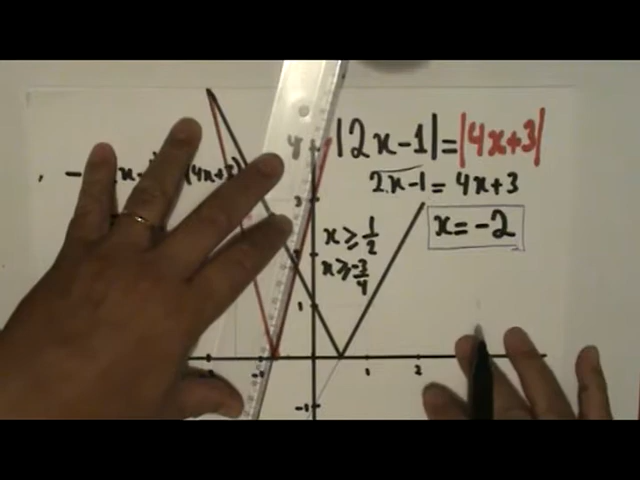 |2x-1|=|4x+3|
2x-1 = 4x+3
x = -2
x ≥ 1/2
x ≥ -3/4
(4x+3)
y
3
1
-1
1
2
-1